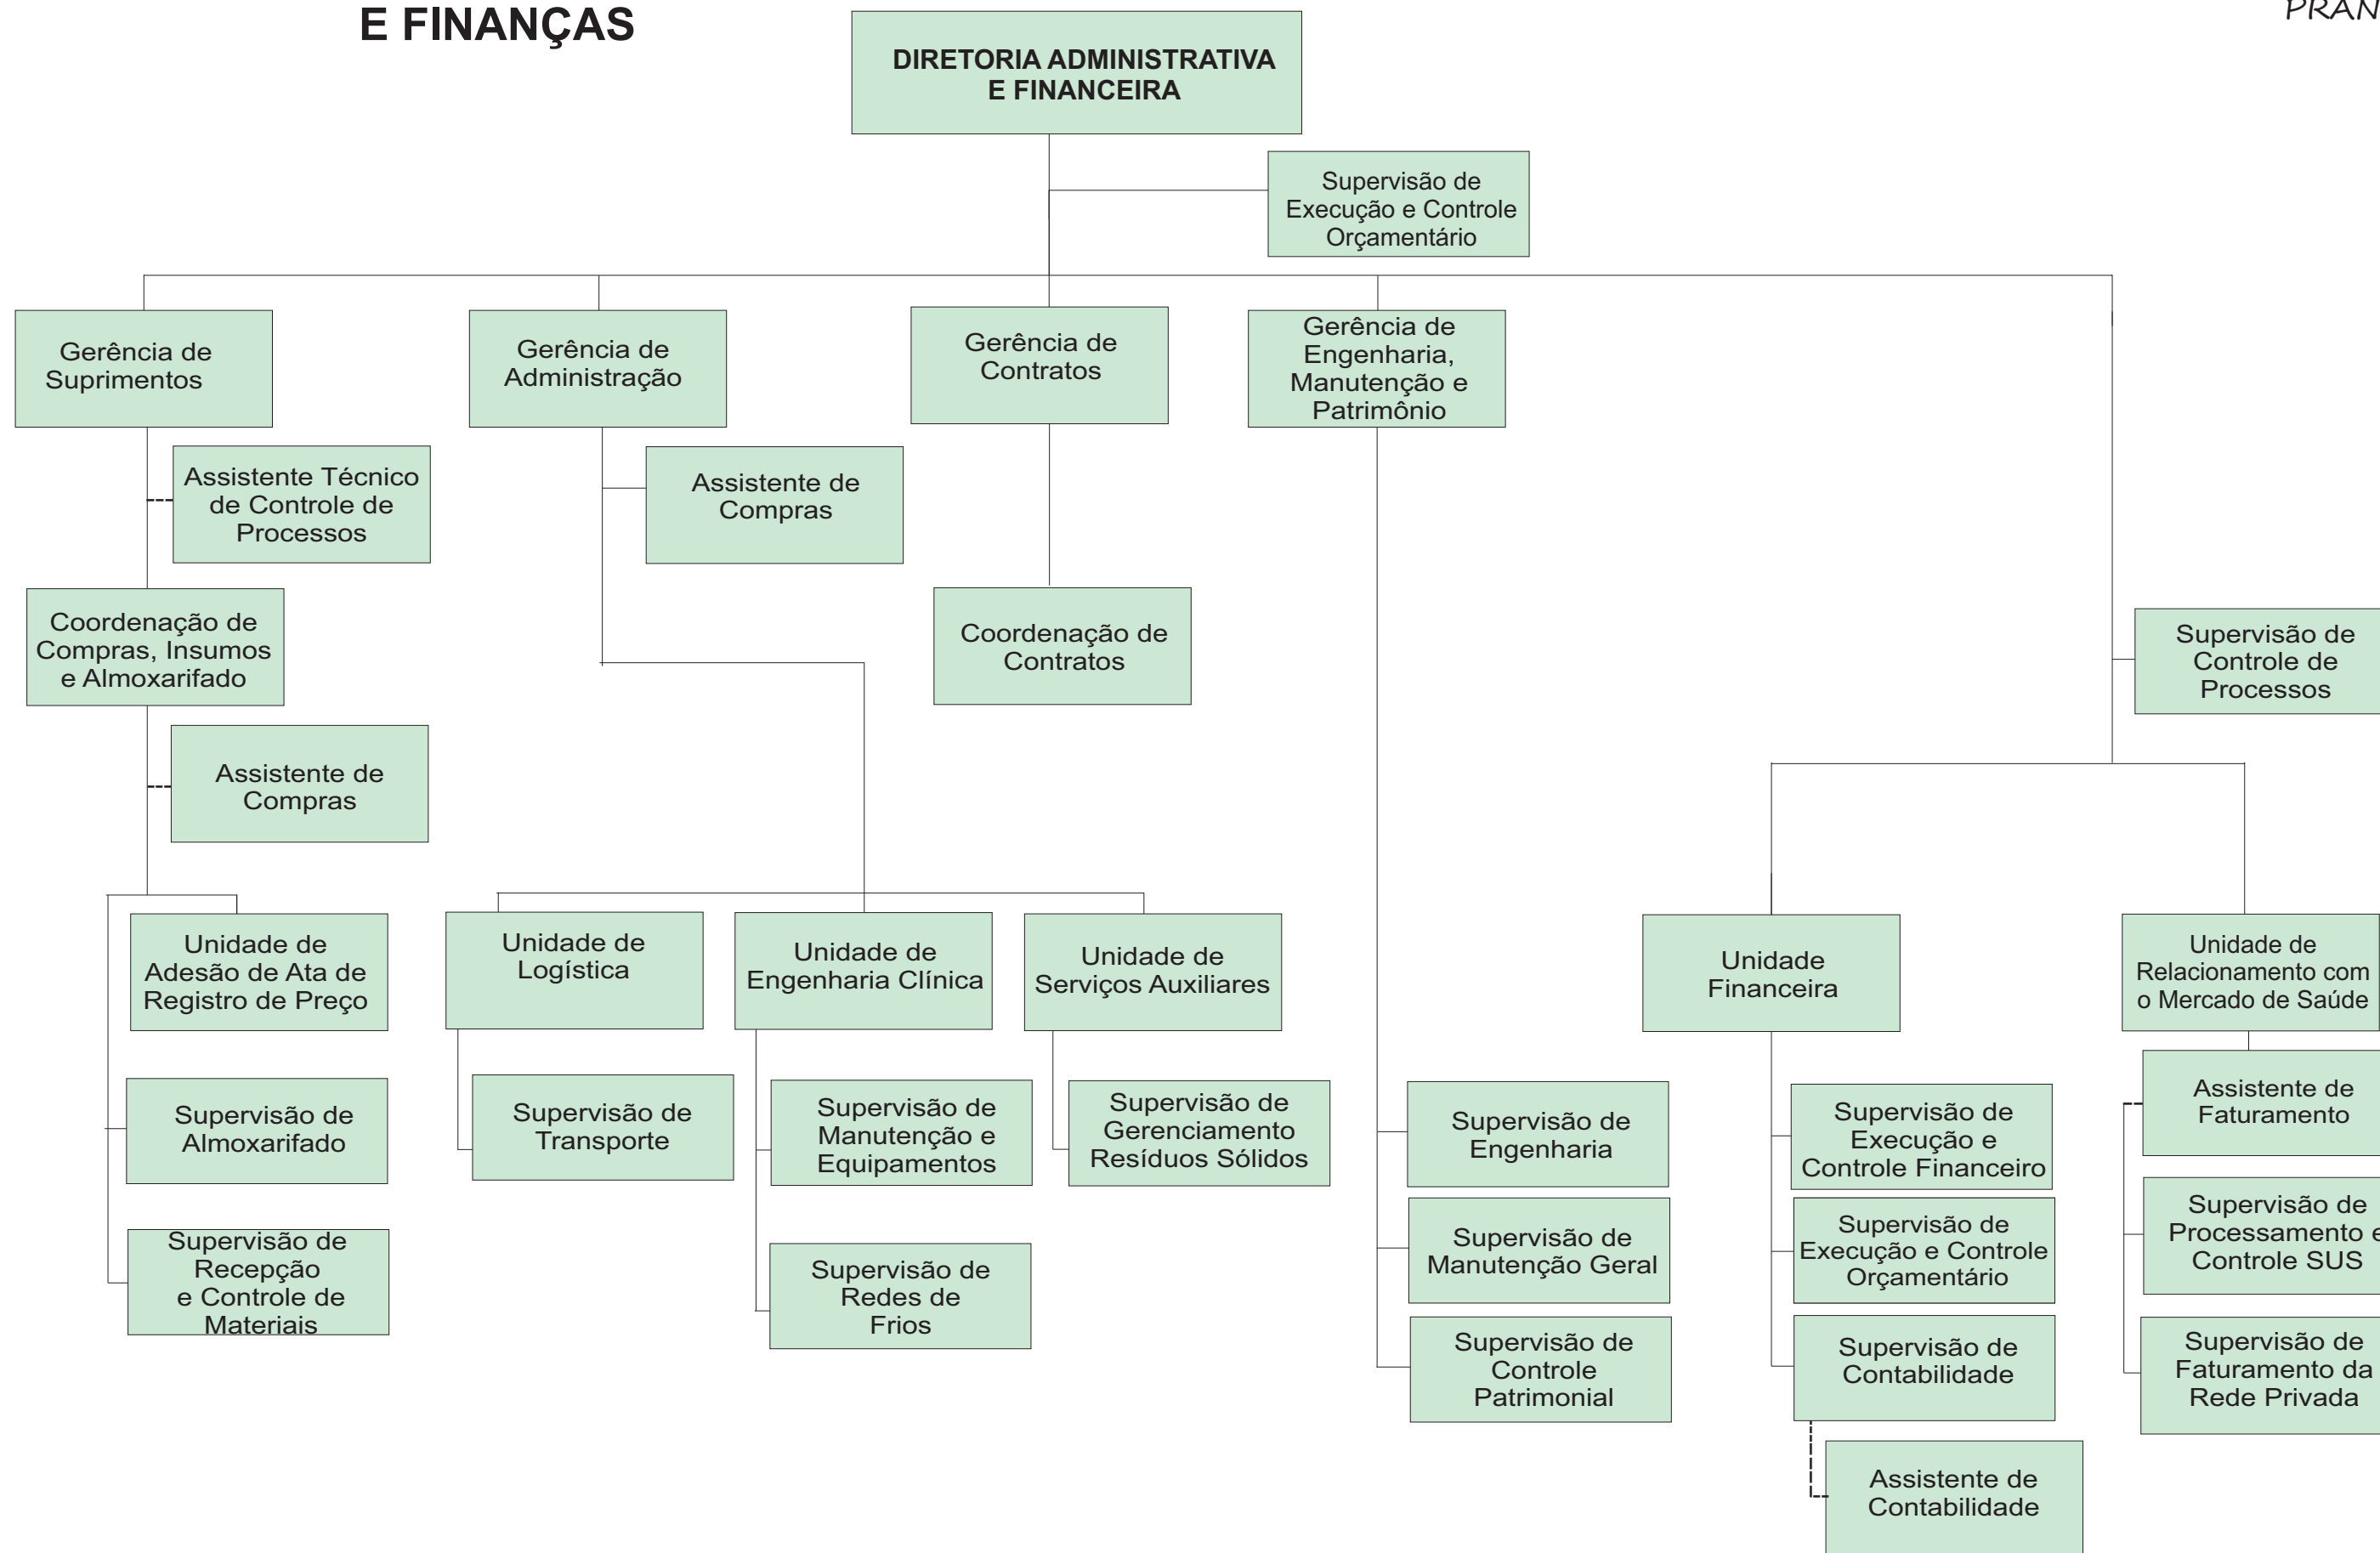 E FINANÇAS
DIRETORIA ADMINISTRATIVA
E FINANCEIRA
Supervisão de
Execução e Controle
Orçamentário
Gerência de
Suprimentos
Gerência de
Administração
Gerência de
Contratos
Gerência de
Engenharia,
Manutenção e
Patrimônio
Assistente Técnico
de Controle de
Processos
Assistente de
Compras
Coordenação de
Compras, Insumos
e Almoxarifado
Coordenação de
Contratos
Supervisão de
Controle de
Processos
Assistente de
Compras
Unidade de
Adesão de Ata de
Registro de Preço
Unidade de
Logística
Unidade de
Engenharia Clínica
Unidade de
Serviços Auxiliares
Unidade
Financeira
Unidade de
Relacionamento com
o Mercado de Saúde
Supervisão de
Almoxarifado
Supervisão de
Transporte
Supervisão de
Manutenção e
Equipamentos
Supervisão de
Gerenciamento
Resíduos Sólidos
Supervisão de
Engenharia
Supervisão de
Execução e
Controle Financeiro
Assistente de
Faturamento
Supervisão de
Recepção
e Controle de
Materiais
Supervisão de
Redes de
Frios
Supervisão de
Manutenção Geral
Supervisão de
Execução e Controle
Orçamentário
Supervisão de
Processamento e
Controle SUS
Supervisão de
Controle
Patrimonial
Supervisão de
Contabilidade
Supervisão de
Faturamento da
Rede Privada
Assistente de
Contabilidade